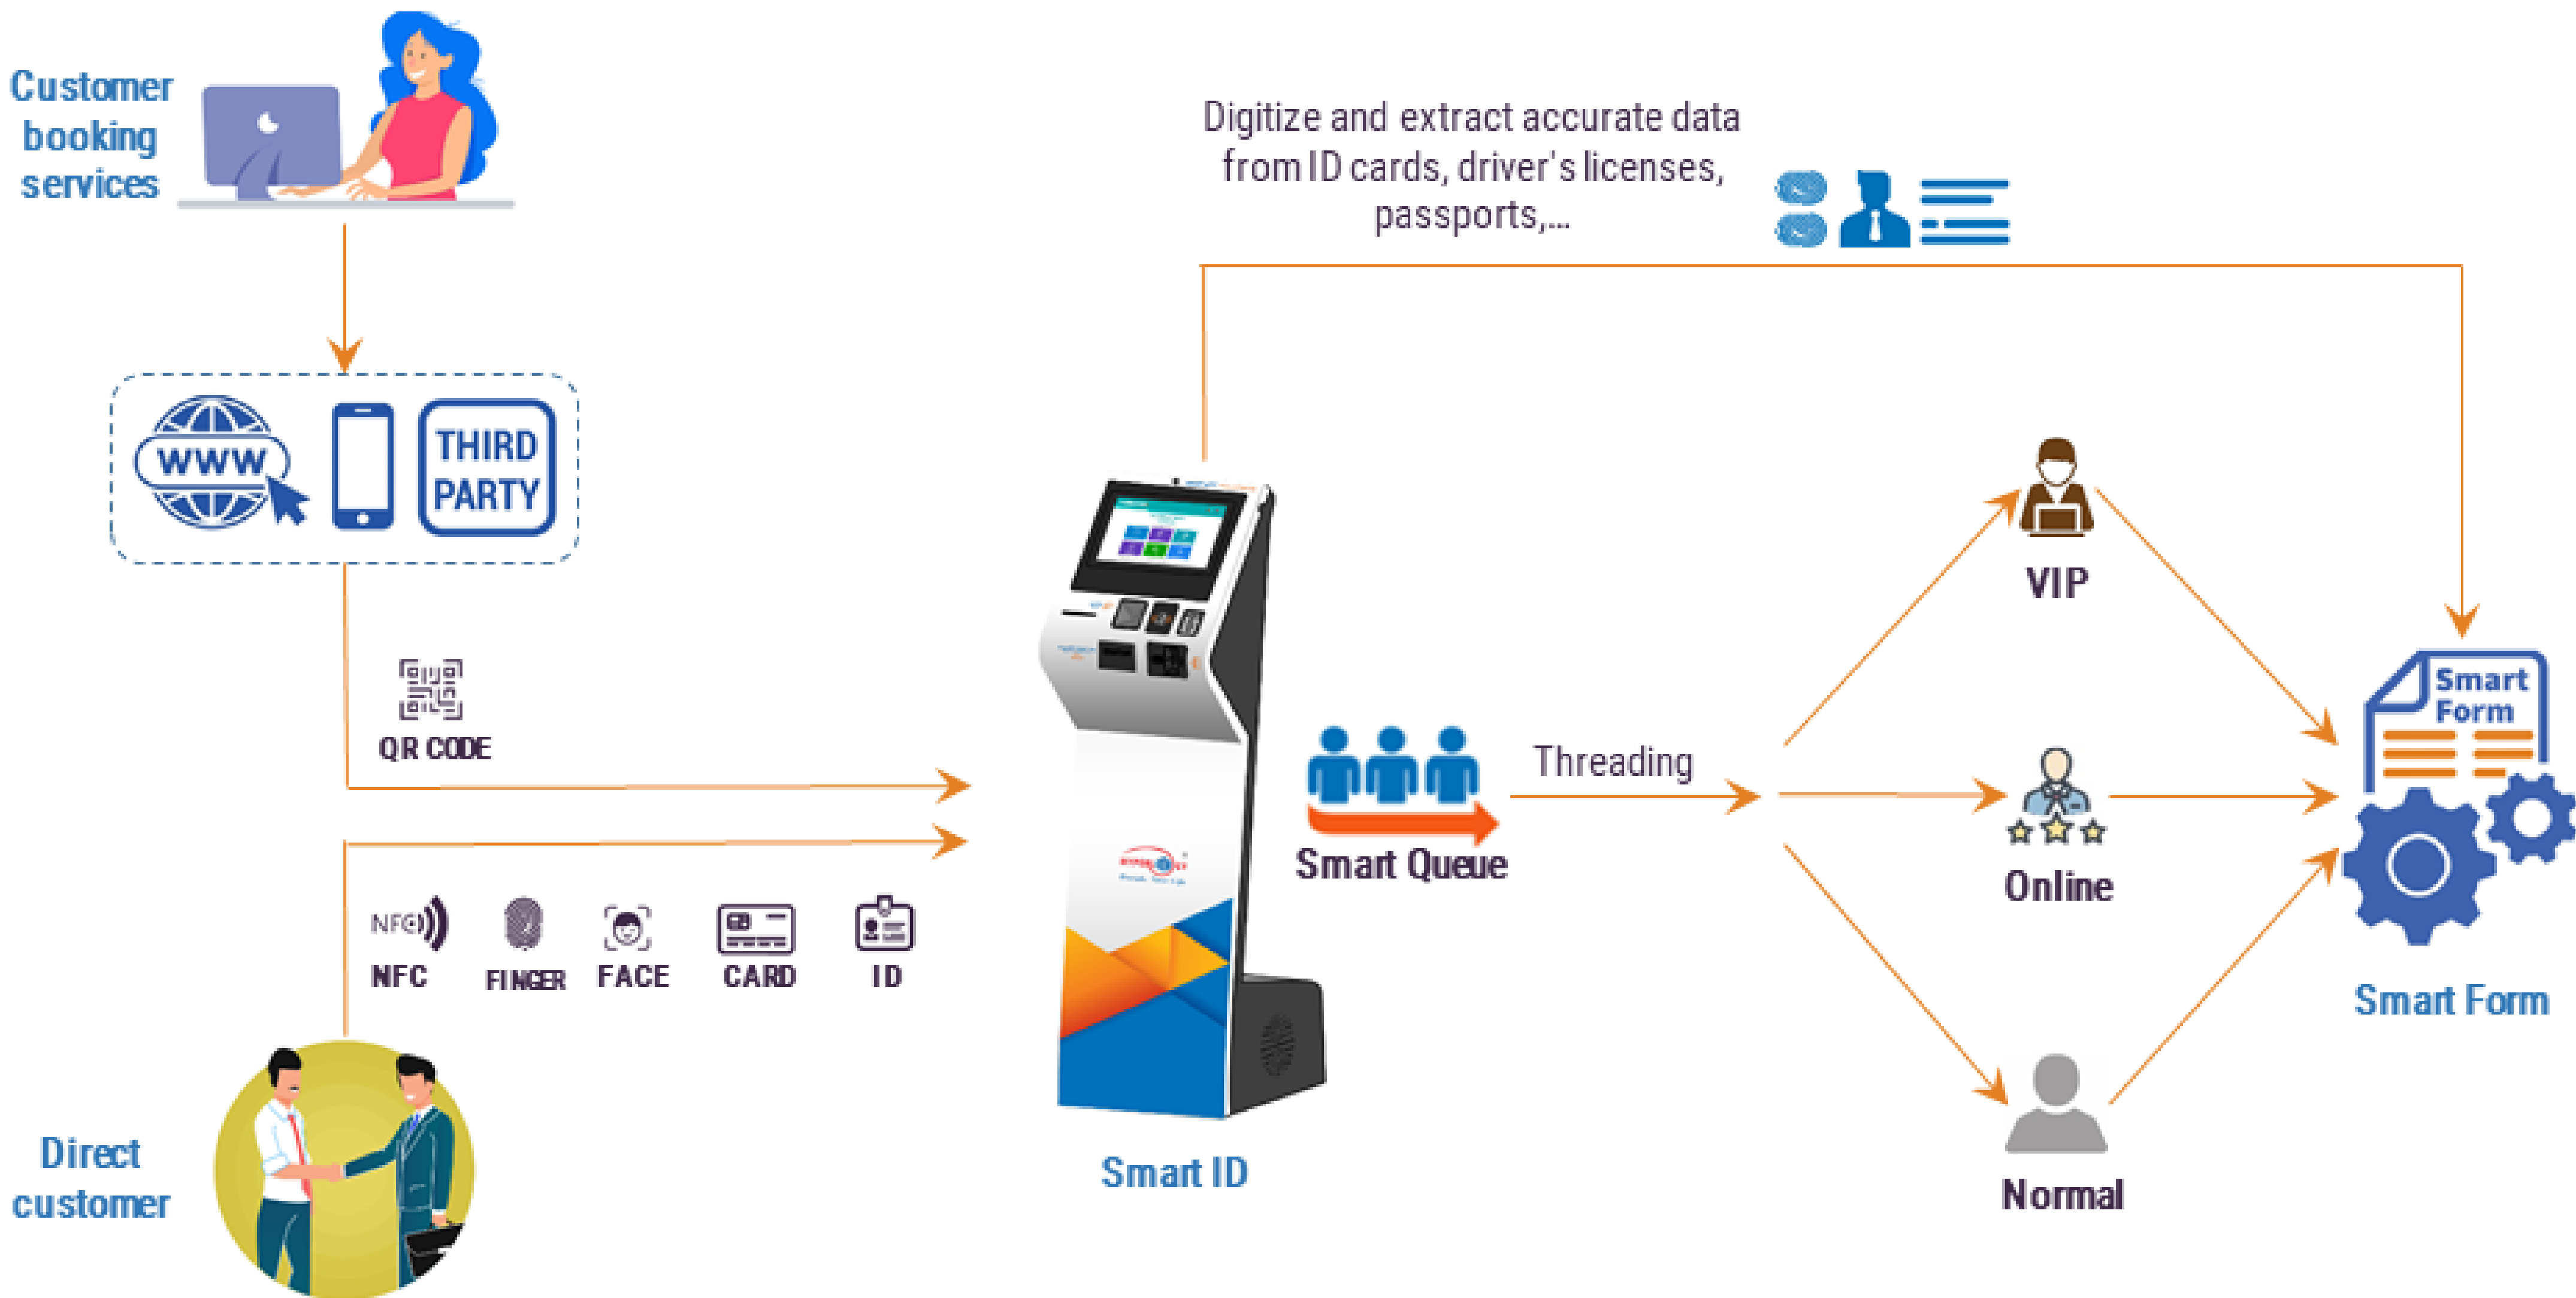 Customer
booking
services
Digitize and extract accurate data
from ID cards, driver's licenses,
passports,...
WWW
THIRD
PARTY
VIP
Smart
Form
QR CODE
Threading
Smart Queue
Online
NFC
NFC
FINGER
FACE
CARD
ID
Smart Form
Direct
customer
Smart ID
Normal